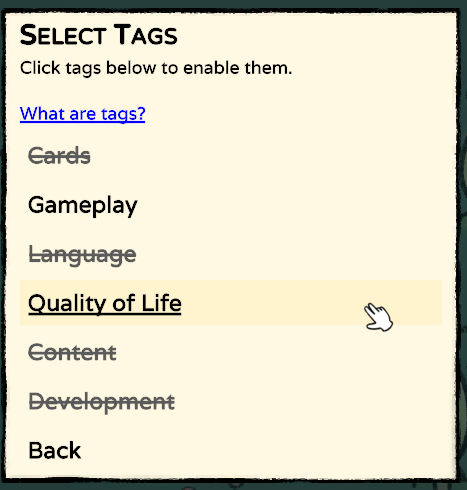 Select Tags
Click tags below to enable them.
What are tags?
Cards
Gameplay
Language
Quality of Life
Content
Development
Back